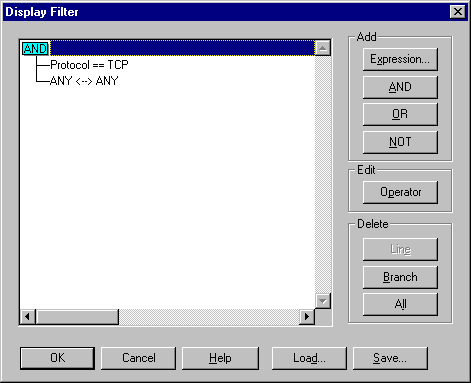 Display Filter
AND
Protocol == TCP
ANY <--> ANY
Add
Expression...
AND
OR
NOT
Edit
Operator
Delete
Line
Branch
All
OK
Cancel
Help
Load...
Save...